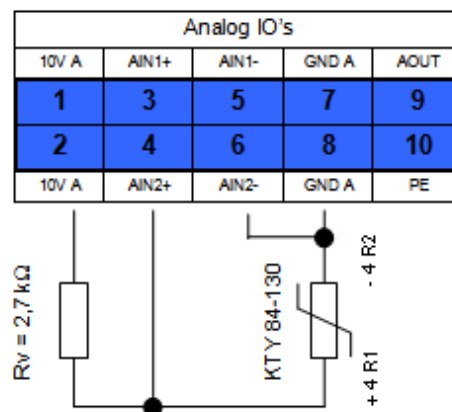 Analog IO's
10V A AIN1+ AIN1- GND A AOUT
1 3 5 7 9
2 4 6 8 10
10V A AIN2+ AIN2- GND A PE
Rv = 2,7 kΩ
KTY 84-130
- 4 R2
+ 4 R1